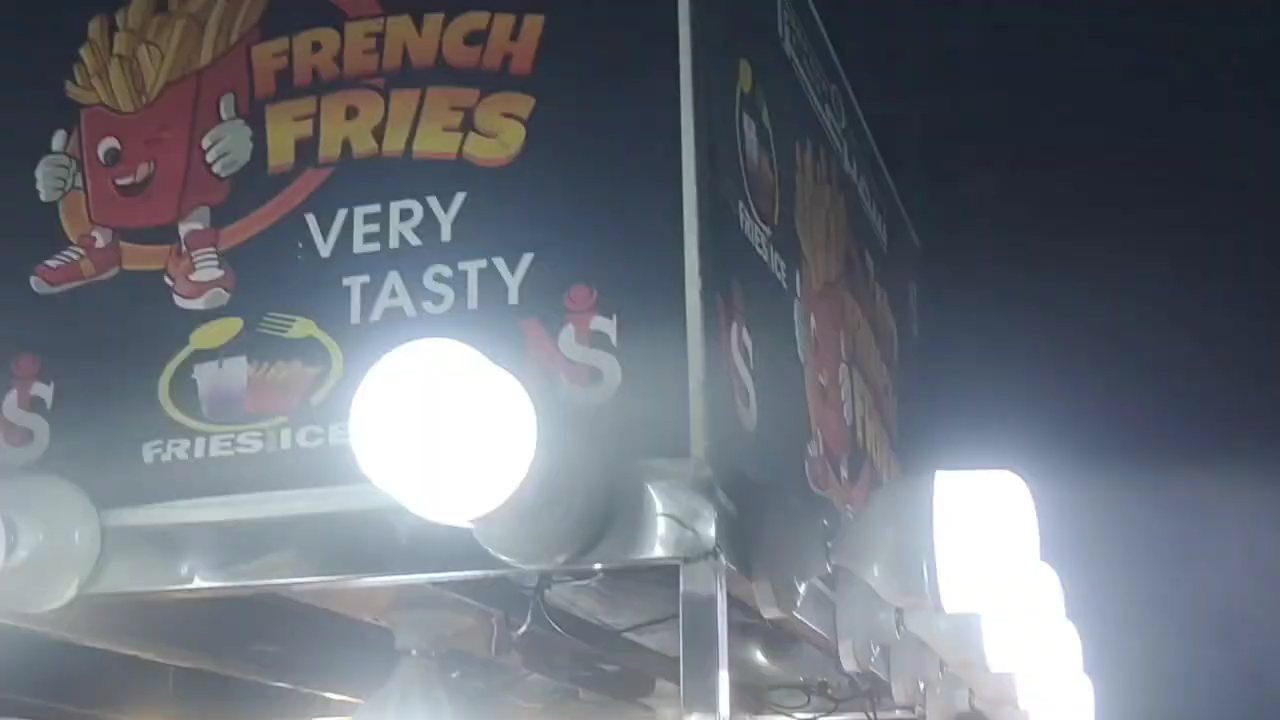 FRENCH
FRIES
VERY
TASTY
S
S
FRIES ICE
FRIES ICE
S